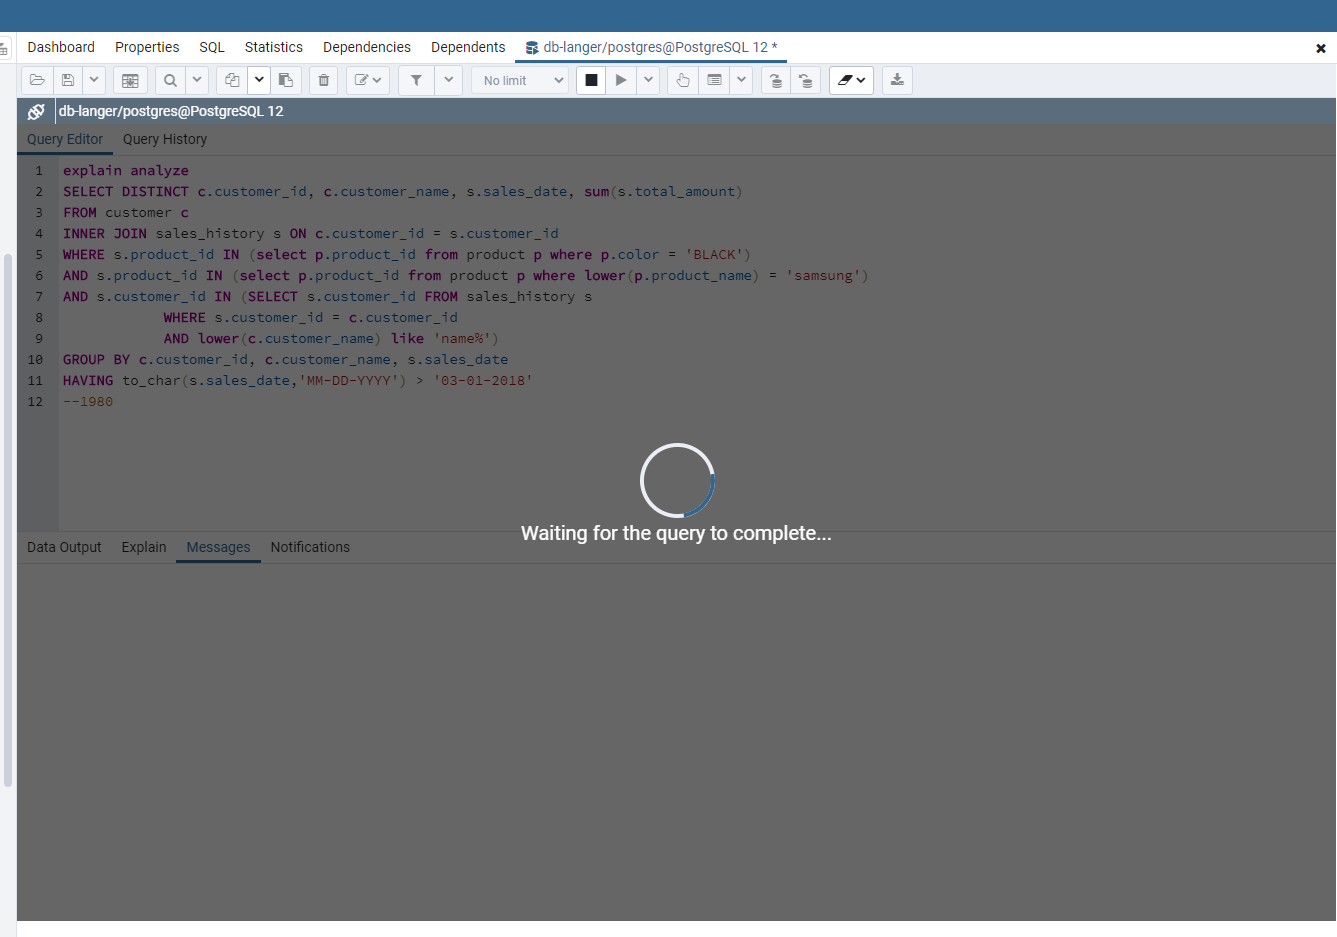 Dashboard Properties SQL Statistics Dependencies Dependents db-langer/postgres@PostgreSQL 12 *
No limit
db-langer/postgres@PostgreSQL 12
Query Editor Query History
1 explain analyze
2 SELECT DISTINCT c.customer_id, c.customer_name, s.sales_date, sum(s.total_amount)
3 FROM customer c
4 INNER JOIN sales_history s ON c.customer_id = s.customer_id
5 WHERE s.product_id IN (select p.product_id from product p where p.color = 'BLACK')
6 AND s.product_id IN (select p.product_id from product p where lower(p.product_name) = 'samsung')
7 AND s.customer_id IN (SELECT s.customer_id FROM sales_history s
8 WHERE s.customer_id = c.customer_id
9 AND lower(c.customer_name) like 'name%')
10 GROUP BY c.customer_id, c.customer_name, s.sales_date
11 HAVING to_char(s.sales_date,'MM-DD-YYYY') > '03-01-2018'
12 --1980
Waiting for the query to complete...
Data Output Explain Messages Notifications